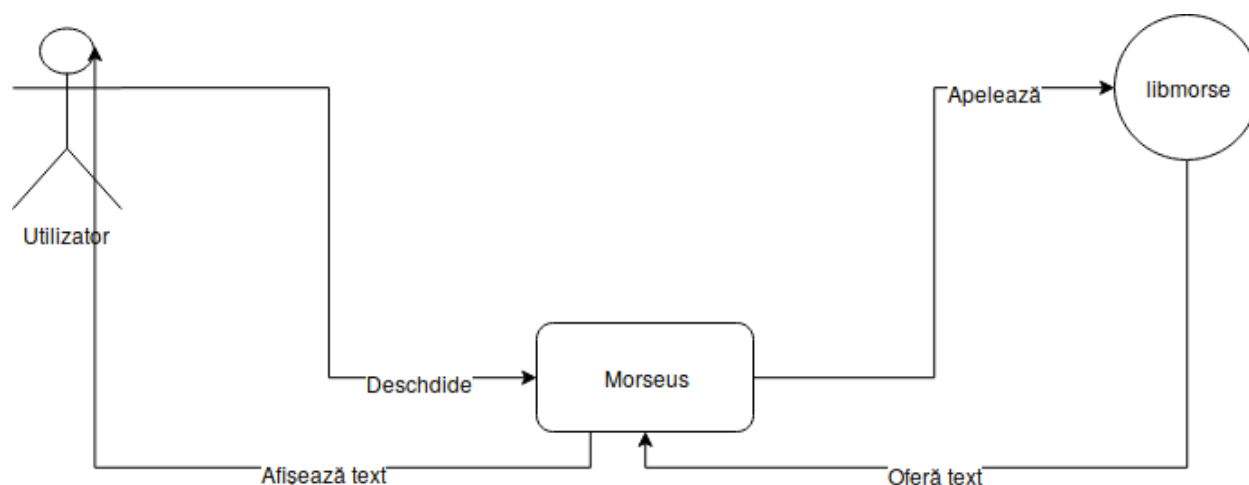 Utilizator
Apelează
libmorse
Deschdide
Morseus
Afișează text
Oferă text